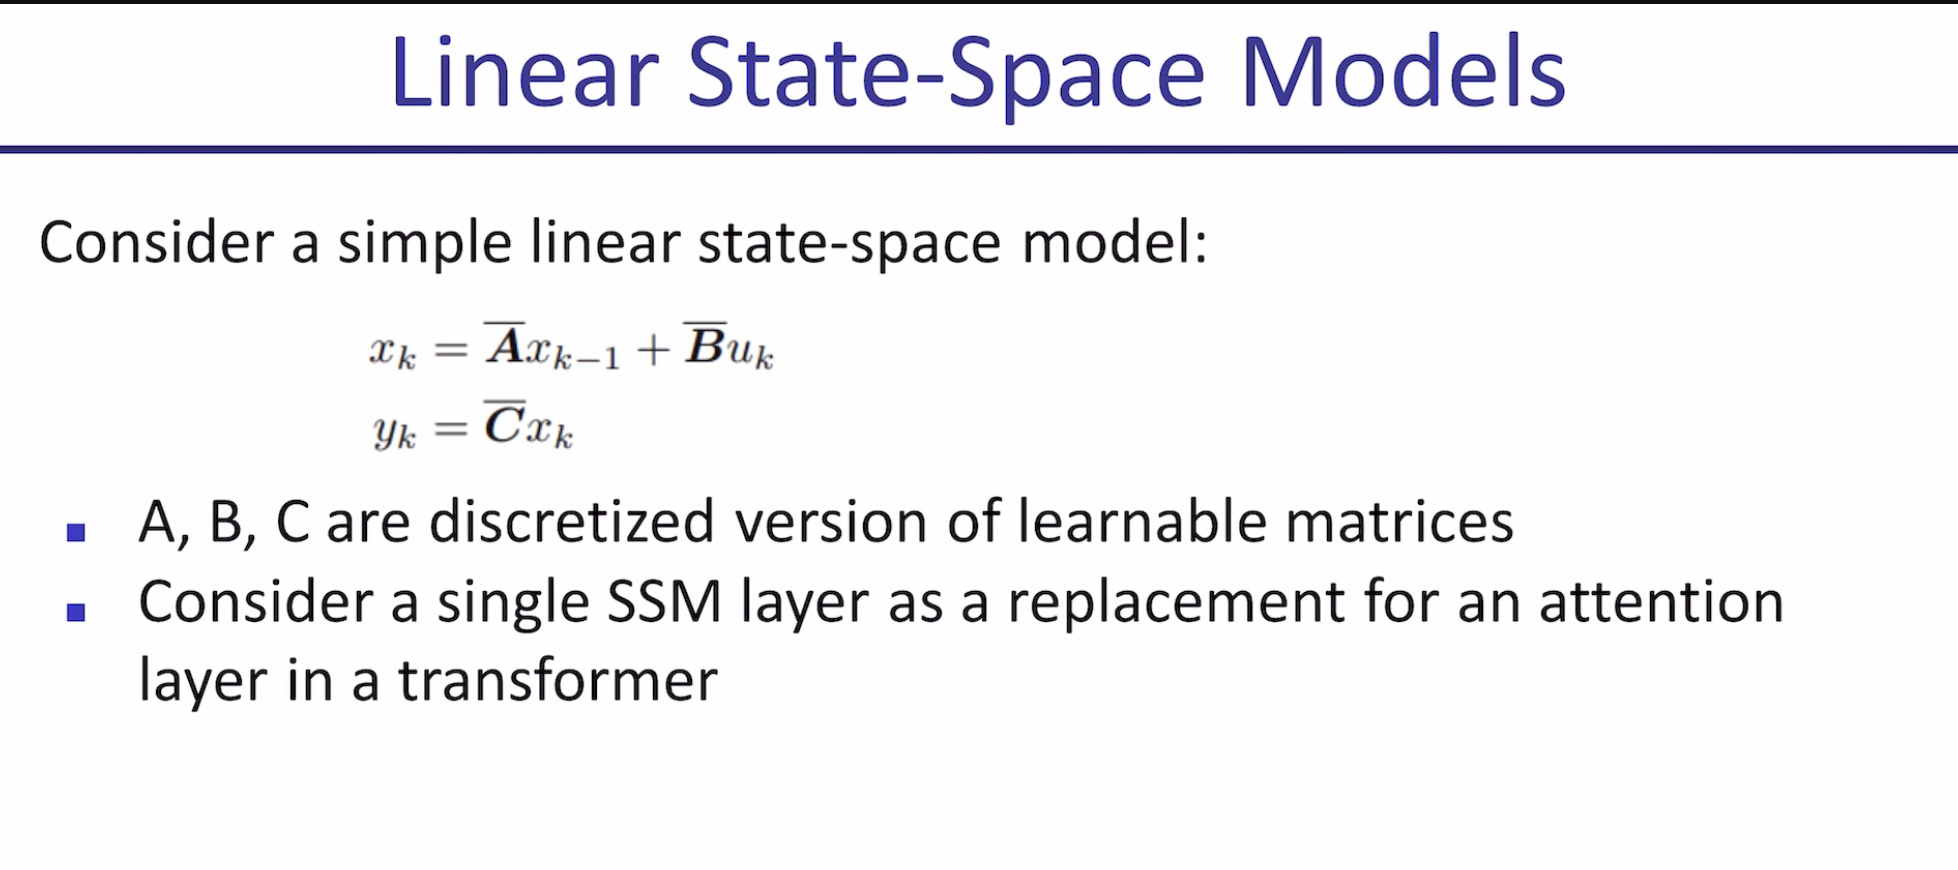 Linear State-Space Models
Consider a simple linear state-space model:
$x_k = \overline{\boldsymbol{A}} x_{k-1} + \overline{\boldsymbol{B}} u_k$
$y_k = \overline{\boldsymbol{C}} x_k$
▪ A, B, C are discretized version of learnable matrices
▪ Consider a single SSM layer as a replacement for an attention
layer in a transformer